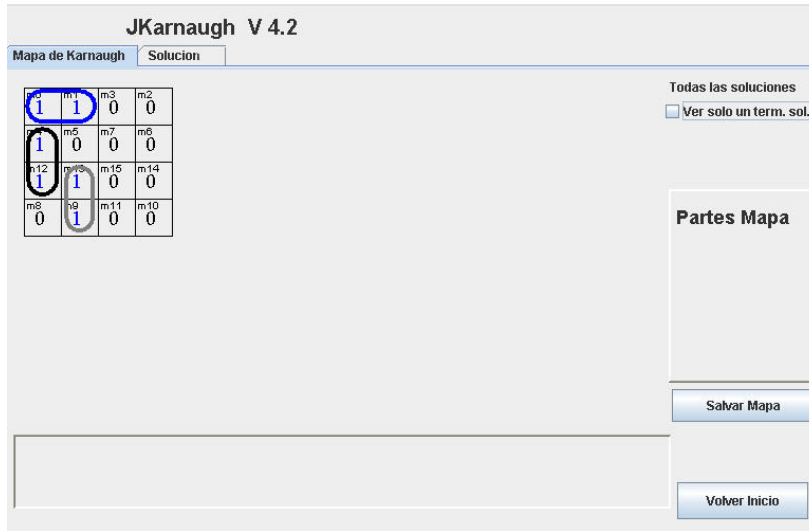 JKarnaugh V 4.2
Mapa de Karnaugh
Solucion
Todas las soluciones
Ver solo un term. sol.
m1 m3 m2
1 1 0 0
m5 m7 m6
1 0 0 0
m12 m13 m15 m14
1 1 0 0
m8 m9 m11 m10
0 1 0 0
Partes Mapa
Salvar Mapa
Volver Inicio